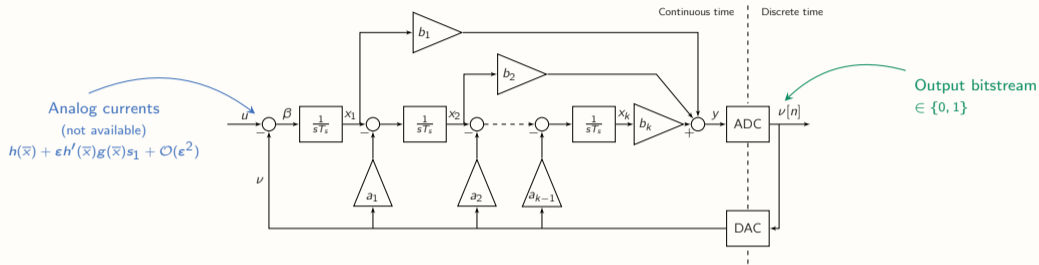 Continuous time
Discrete time
b₁
b₂
Analog currents
(not available)
h(x̄) + εh′(x̄)g(x̄)s₁ + 𝒪(ε²)
u
−
β
1/sTₛ
x₁
−
1/sTₛ
x₂
−
−
1/sTₛ
xₖ
bₖ
+
y
ADC
ν[n]
Output bitstream
∈ {0, 1}
ν
a₁
a₂
aₖ₋₁
DAC